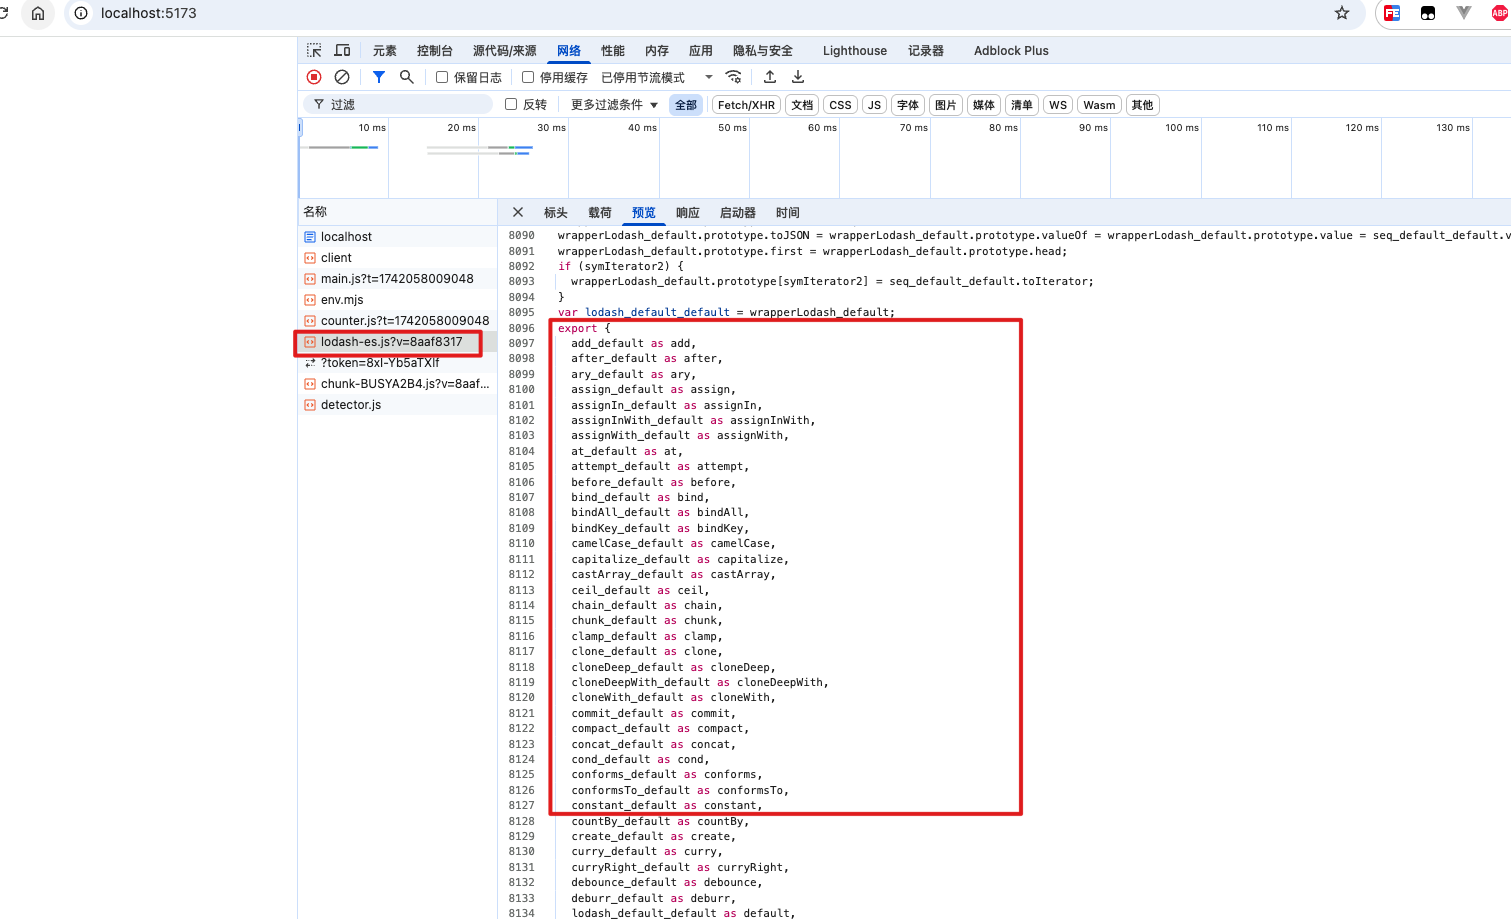 localhost:5173
FE
ABP
元素 控制台 源代码/来源 网络 性能 内存 应用 隐私与安全 Lighthouse 记录器 Adblock Plus
保留日志 停用缓存 已停用节流模式
过滤 反转 更多过滤条件 全部 Fetch/XHR 文档 CSS JS 字体 图片 媒体 清单 WS Wasm 其他
10 ms 20 ms 30 ms 40 ms 50 ms 60 ms 70 ms 80 ms 90 ms 100 ms 110 ms 120 ms 130 ms
名称
localhost
client
main.js?t=1742058009048
env.mjs
counter.js?t=1742058009048
lodash-es.js?v=8aaf8317
?token=8xI-Yb5aTXIf
chunk-BUSYA2B4.js?v=8aaf...
detector.js
标头 载荷 预览 响应 启动器 时间
8090 wrapperLodash_default.prototype.toJSON = wrapperLodash_default.prototype.valueOf = wrapperLodash_default.prototype.value = seq_default_default.v
8091 wrapperLodash_default.prototype.first = wrapperLodash_default.prototype.head;
8092 if (symIterator2) {
8093 wrapperLodash_default.prototype[symIterator2] = seq_default_default.toIterator;
8094 }
8095 var lodash_default_default = wrapperLodash_default;
8096 export {
8097 add_default as add,
8098 after_default as after,
8099 ary_default as ary,
8100 assign_default as assign,
8101 assignIn_default as assignIn,
8102 assignInWith_default as assignInWith,
8103 assignWith_default as assignWith,
8104 at_default as at,
8105 attempt_default as attempt,
8106 before_default as before,
8107 bind_default as bind,
8108 bindAll_default as bindAll,
8109 bindKey_default as bindKey,
8110 camelCase_default as camelCase,
8111 capitalize_default as capitalize,
8112 castArray_default as castArray,
8113 ceil_default as ceil,
8114 chain_default as chain,
8115 chunk_default as chunk,
8116 clamp_default as clamp,
8117 clone_default as clone,
8118 cloneDeep_default as cloneDeep,
8119 cloneDeepWith_default as cloneDeepWith,
8120 cloneWith_default as cloneWith,
8121 commit_default as commit,
8122 compact_default as compact,
8123 concat_default as concat,
8124 cond_default as cond,
8125 conforms_default as conforms,
8126 conformsTo_default as conformsTo,
8127 constant_default as constant,
8128 countBy_default as countBy,
8129 create_default as create,
8130 curry_default as curry,
8131 curryRight_default as curryRight,
8132 debounce_default as debounce,
8133 deburr_default as deburr,
8134 lodash_default_default as default,